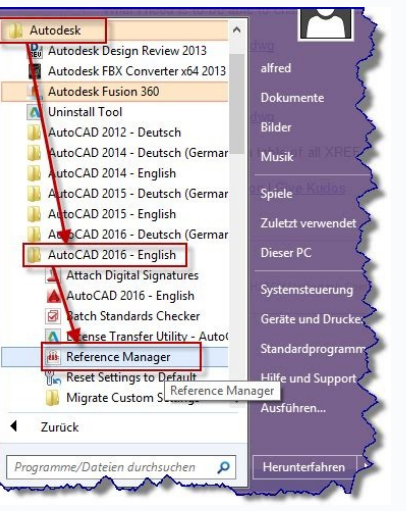 Autodesk
Autodesk Design Review 2013
Autodesk FBX Converter x64 2013
Autodesk Fusion 360
Uninstall Tool
AutoCAD 2012 - Deutsch
AutoCAD 2014 - Deutsch (German
AutoCAD 2014 - English
AutoCAD 2015 - Deutsch (German
AutoCAD 2015 - English
AutoCAD 2016 - Deutsch (German
AutoCAD 2016 - English
Attach Digital Signatures
AutoCAD 2016 - English
Batch Standards Checker
License Transfer Utility - Auto
Reference Manager
Reset Settings to Default
Reference Manager
Migrate Custom Settings
Zurück
Programme/Dateien durchsuchen
alfred
Dokumente
Bilder
Musik
Spiele
Zuletzt verwendet
Dieser PC
Systemsteuerung
Geräte und Drucke
Standardprogramm
Hilfe und Support
Ausführen...
Herunterfahren